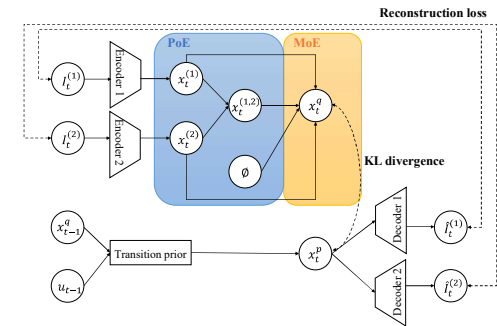 Reconstruction loss
PoE
MoE
I_t^{(1)}
Encoder 1
x_t^{(1)}
x_t^{(1,2)}
x_t^q
I_t^{(2)}
Encoder 2
x_t^{(2)}
∅
KL divergence
x_{t-1}^q
Decoder 1
Î_t^{(1)}
Transition prior
x_t^p
u_{t-1}
Decoder 2
Î_t^{(2)}